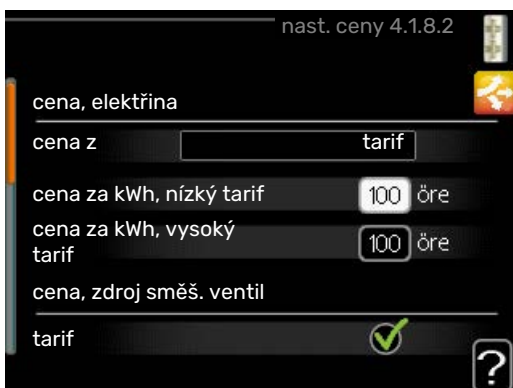 nast. ceny 4.1.8.2
cena, elektřina
cena z tarif
cena za kWh, nízký tarif 100 öre
cena za kWh, vysoký
tarif 100 öre
cena, zdroj směš. ventil
tarif
?